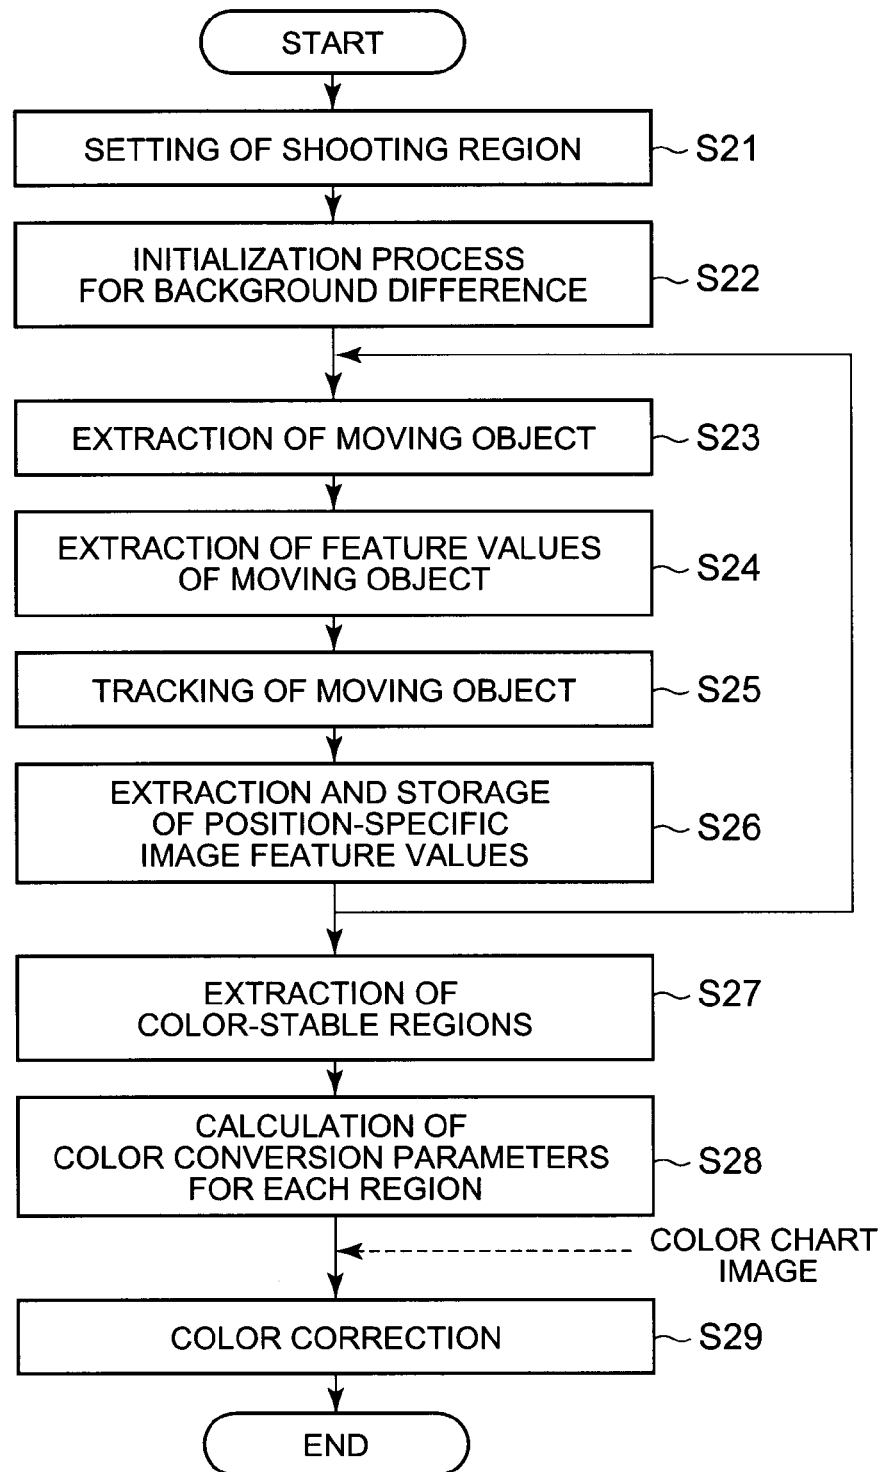 START
SETTING OF SHOOTING REGION
S21
INITIALIZATION PROCESS
FOR BACKGROUND DIFFERENCE
S22
EXTRACTION OF MOVING OBJECT
S23
EXTRACTION OF FEATURE VALUES
OF MOVING OBJECT
S24
TRACKING OF MOVING OBJECT
S25
EXTRACTION AND STORAGE
OF POSITION-SPECIFIC
IMAGE FEATURE VALUES
S26
EXTRACTION OF
COLOR-STABLE REGIONS
S27
CALCULATION OF
COLOR CONVERSION PARAMETERS
FOR EACH REGION
S28
COLOR CHART
IMAGE
COLOR CORRECTION
S29
END